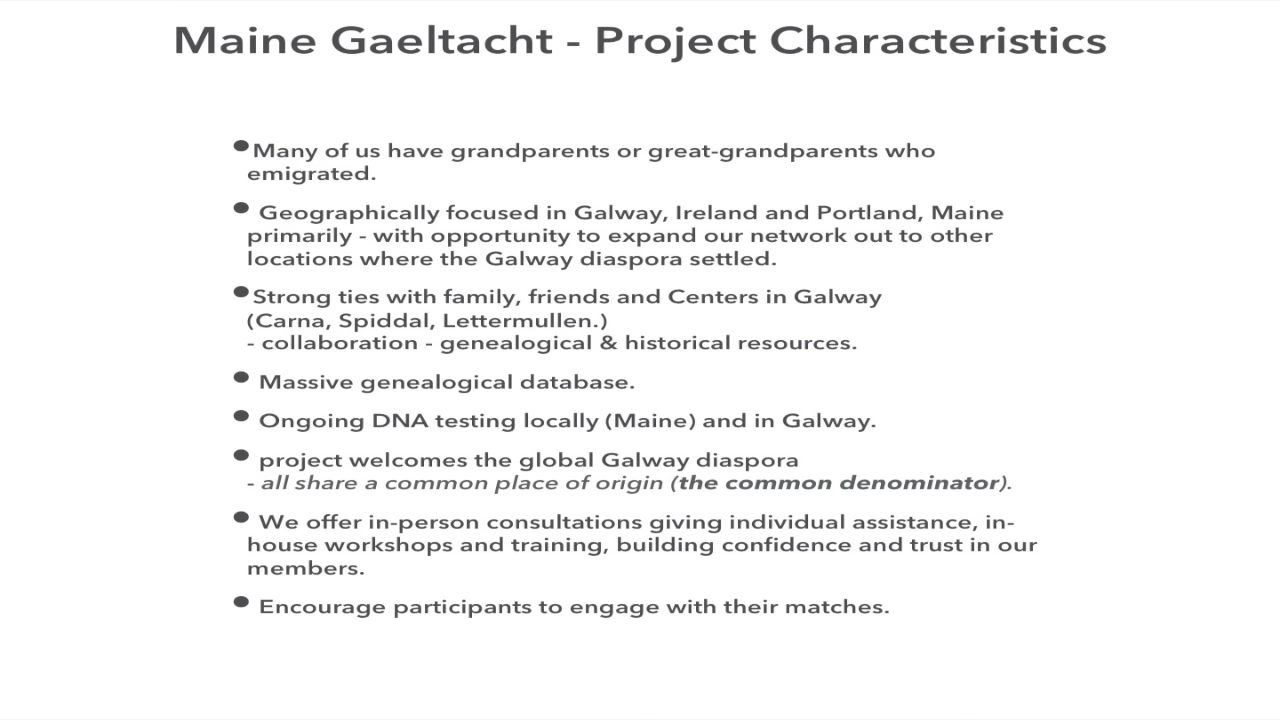 Maine Gaeltacht - Project Characteristics
•Many of us have grandparents or great-grandparents who
emigrated.
• Geographically focused in Galway, Ireland and Portland, Maine
primarily - with opportunity to expand our network out to other
locations where the Galway diaspora settled.
•Strong ties with family, friends and Centers in Galway
(Carna, Spiddal, Lettermullen.)
- collaboration - genealogical & historical resources.
• Massive genealogical database.
• Ongoing DNA testing locally (Maine) and in Galway.
• project welcomes the global Galway diaspora
- all share a common place of origin (the common denominator).
• We offer in-person consultations giving individual assistance, in-
house workshops and training, building confidence and trust in our
members.
• Encourage participants to engage with their matches.